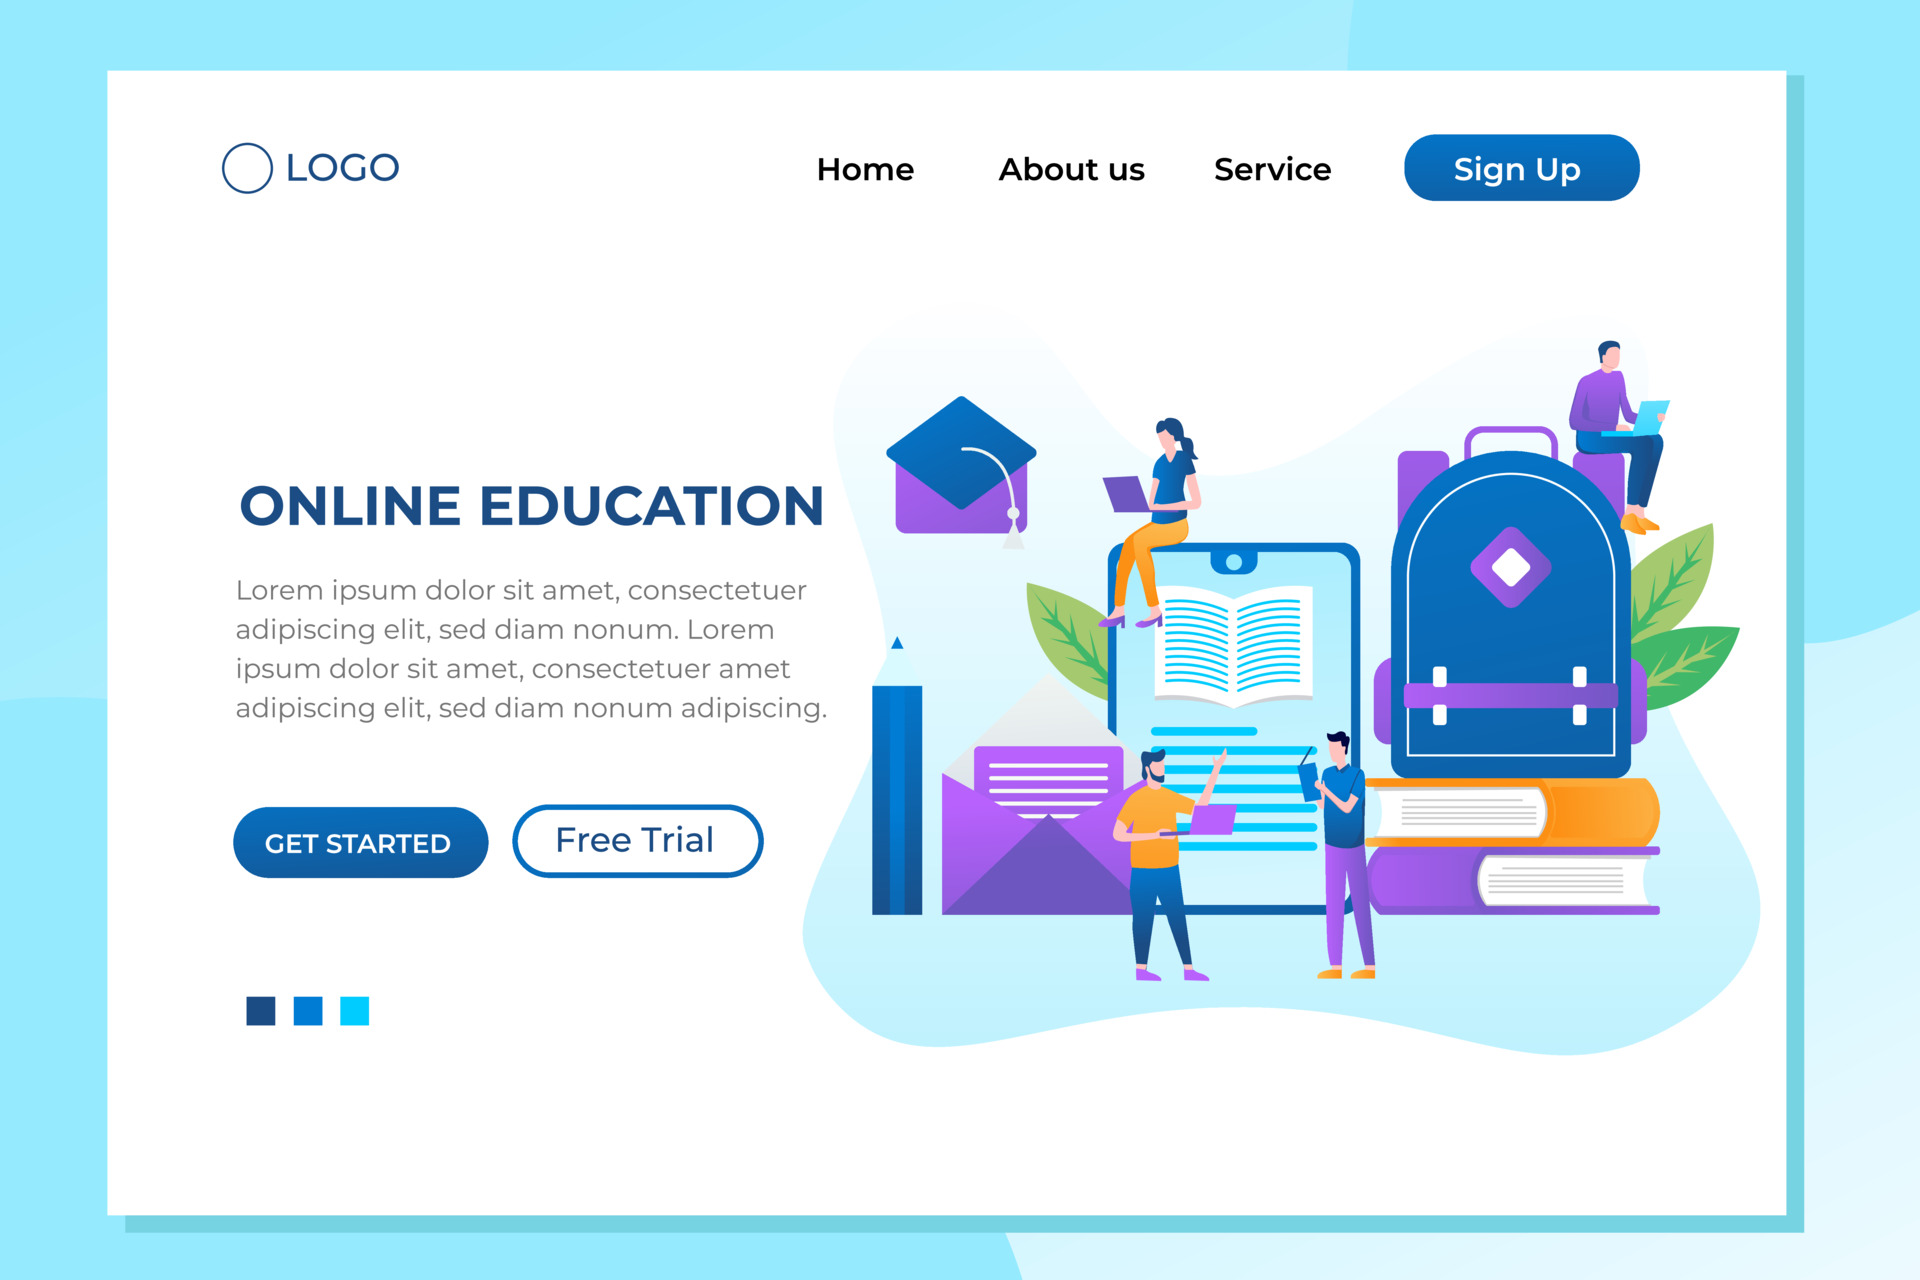 LOGO
Home
About us
Service
Sign Up
ONLINE EDUCATION
Lorem ipsum dolor sit amet, consectetuer
adipiscing elit, sed diam nonum. Lorem
ipsum dolor sit amet, consectetuer amet
adipiscing elit, sed diam nonum adipiscing.
GET STARTED
Free Trial